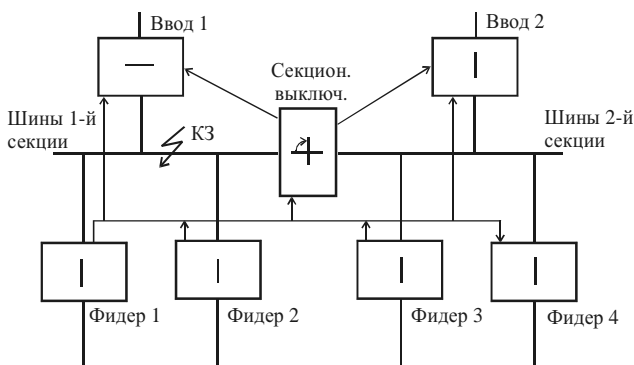 Ввод 1
Ввод 2
Секцион.
выключ.
Шины 1-й
секции
КЗ
Шины 2-й
секции
Фидер 1
Фидер 2
Фидер 3
Фидер 4